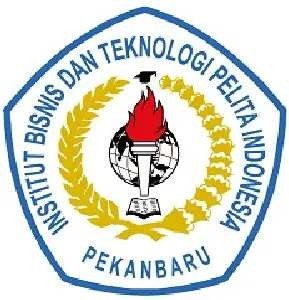 INSTITUT BISNIS DAN TEKNOLOGI PELITA INDONESIA
PEKANBARU